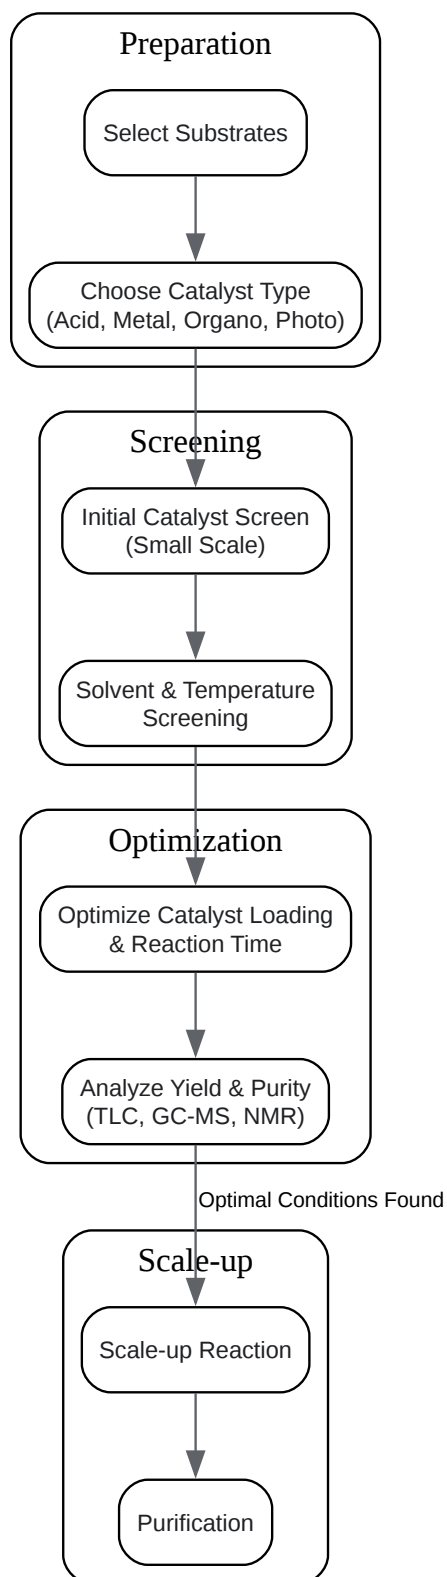 Preparation
Select Substrates
Choose Catalyst Type
(Acid, Metal, Organo, Photo)
Screening
Initial Catalyst Screen
(Small Scale)
Solvent & Temperature
Screening
Optimization
Optimize Catalyst Loading
& Reaction Time
Analyze Yield & Purity
(TLC, GC-MS, NMR)
Optimal Conditions Found
Scale-up
Scale-up Reaction
Purification